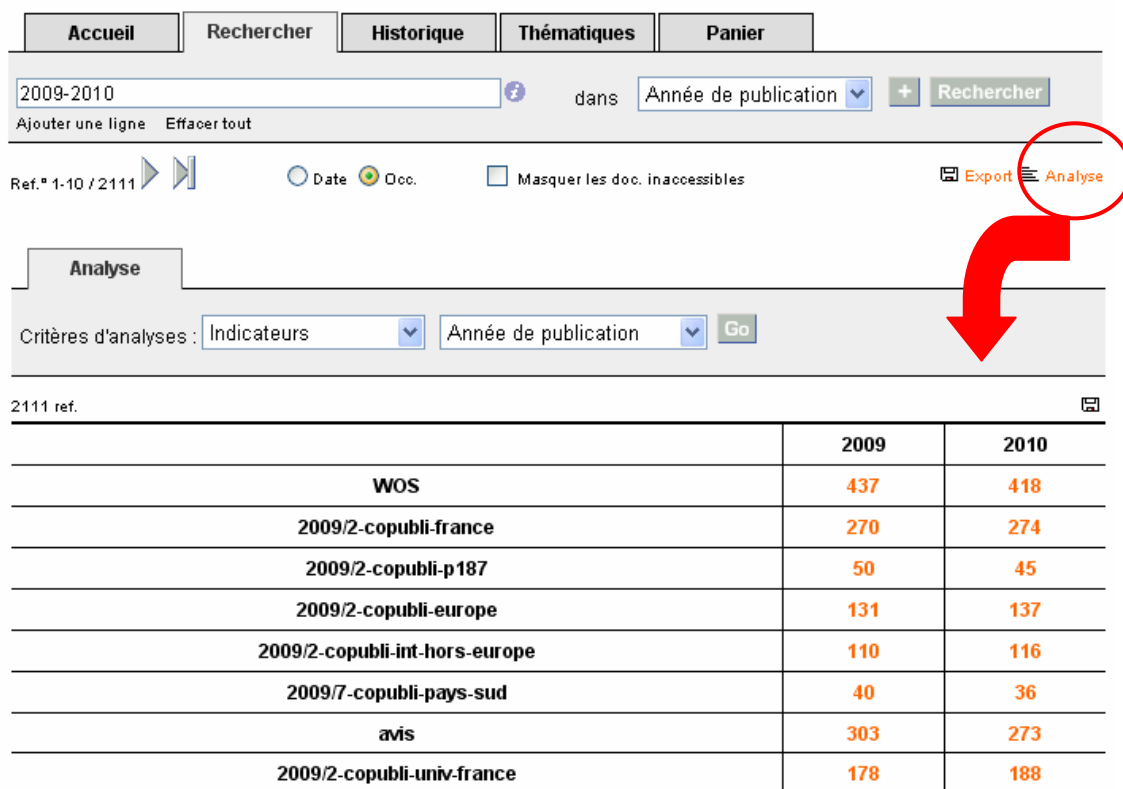 Accueil Rechercher Historique Thématiques Panier
2009-2010 dans Année de publication + Rechercher
Ajouter une ligne Effacer tout
Ref.° 1-10 / 2111 Date Occ. Masquer les doc. inaccessibles Export Analyse
Analyse
Critères d'analyses : Indicateurs Année de publication Go
2111 ref.
2009 2010
WOS 437 418
2009/2-copubli-france 270 274
2009/2-copubli-p187 50 45
2009/2-copubli-europe 131 137
2009/2-copubli-int-hors-europe 110 116
2009/7-copubli-pays-sud 40 36
avis 303 273
2009/2-copubli-univ-france 178 188